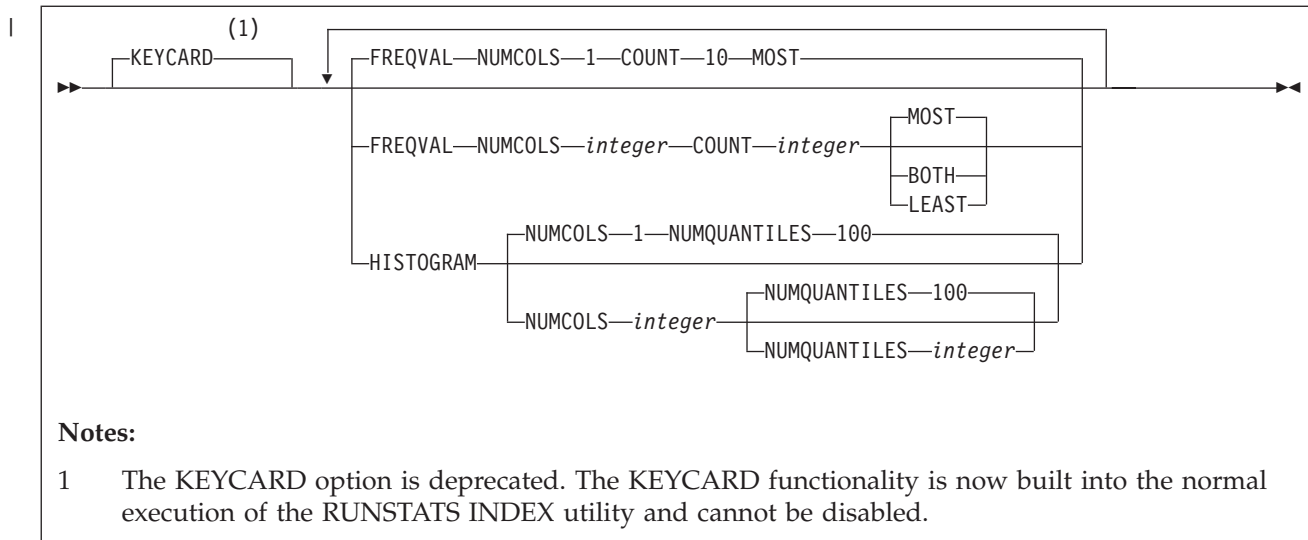 |
(1)
KEYCARD
FREQVAL NUMCOLS 1 COUNT 10 MOST
MOST
FREQVAL NUMCOLS integer COUNT integer
BOTH
LEAST
NUMCOLS 1 NUMQUANTILES 100
HISTOGRAM
NUMQUANTILES 100
NUMCOLS integer
NUMQUANTILES integer
Notes:
1 The KEYCARD option is deprecated. The KEYCARD functionality is now built into the normal
execution of the RUNSTATS INDEX utility and cannot be disabled.